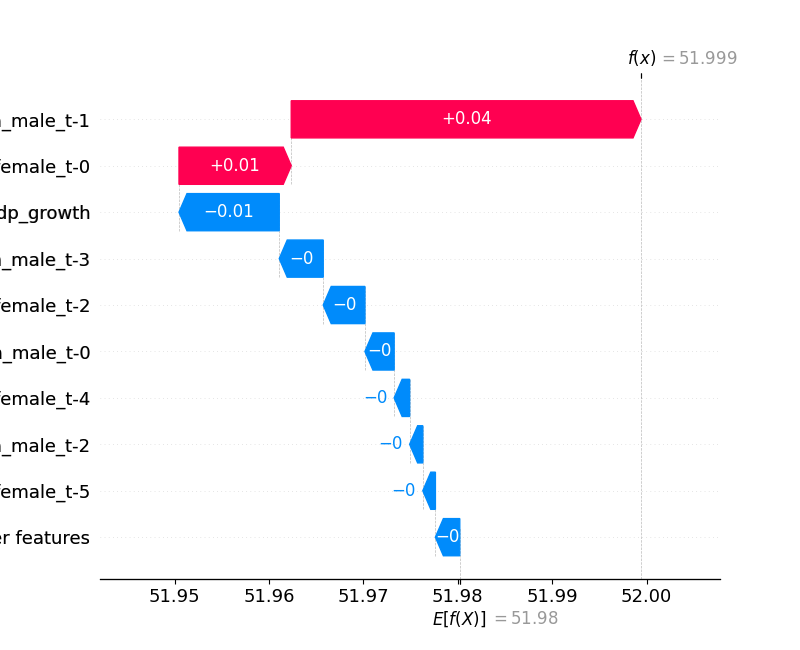 f(x) = 51.999
_male_t-1
+0.04
female_t-0
+0.01
dp_growth
−0.01
_male_t-3
−0
female_t-2
−0
_male_t-0
−0
female_t-4
−0
_male_t-2
−0
female_t-5
−0
er features
−0
51.95 51.96 51.97 51.98 51.99 52.00
E[f(X)] = 51.98